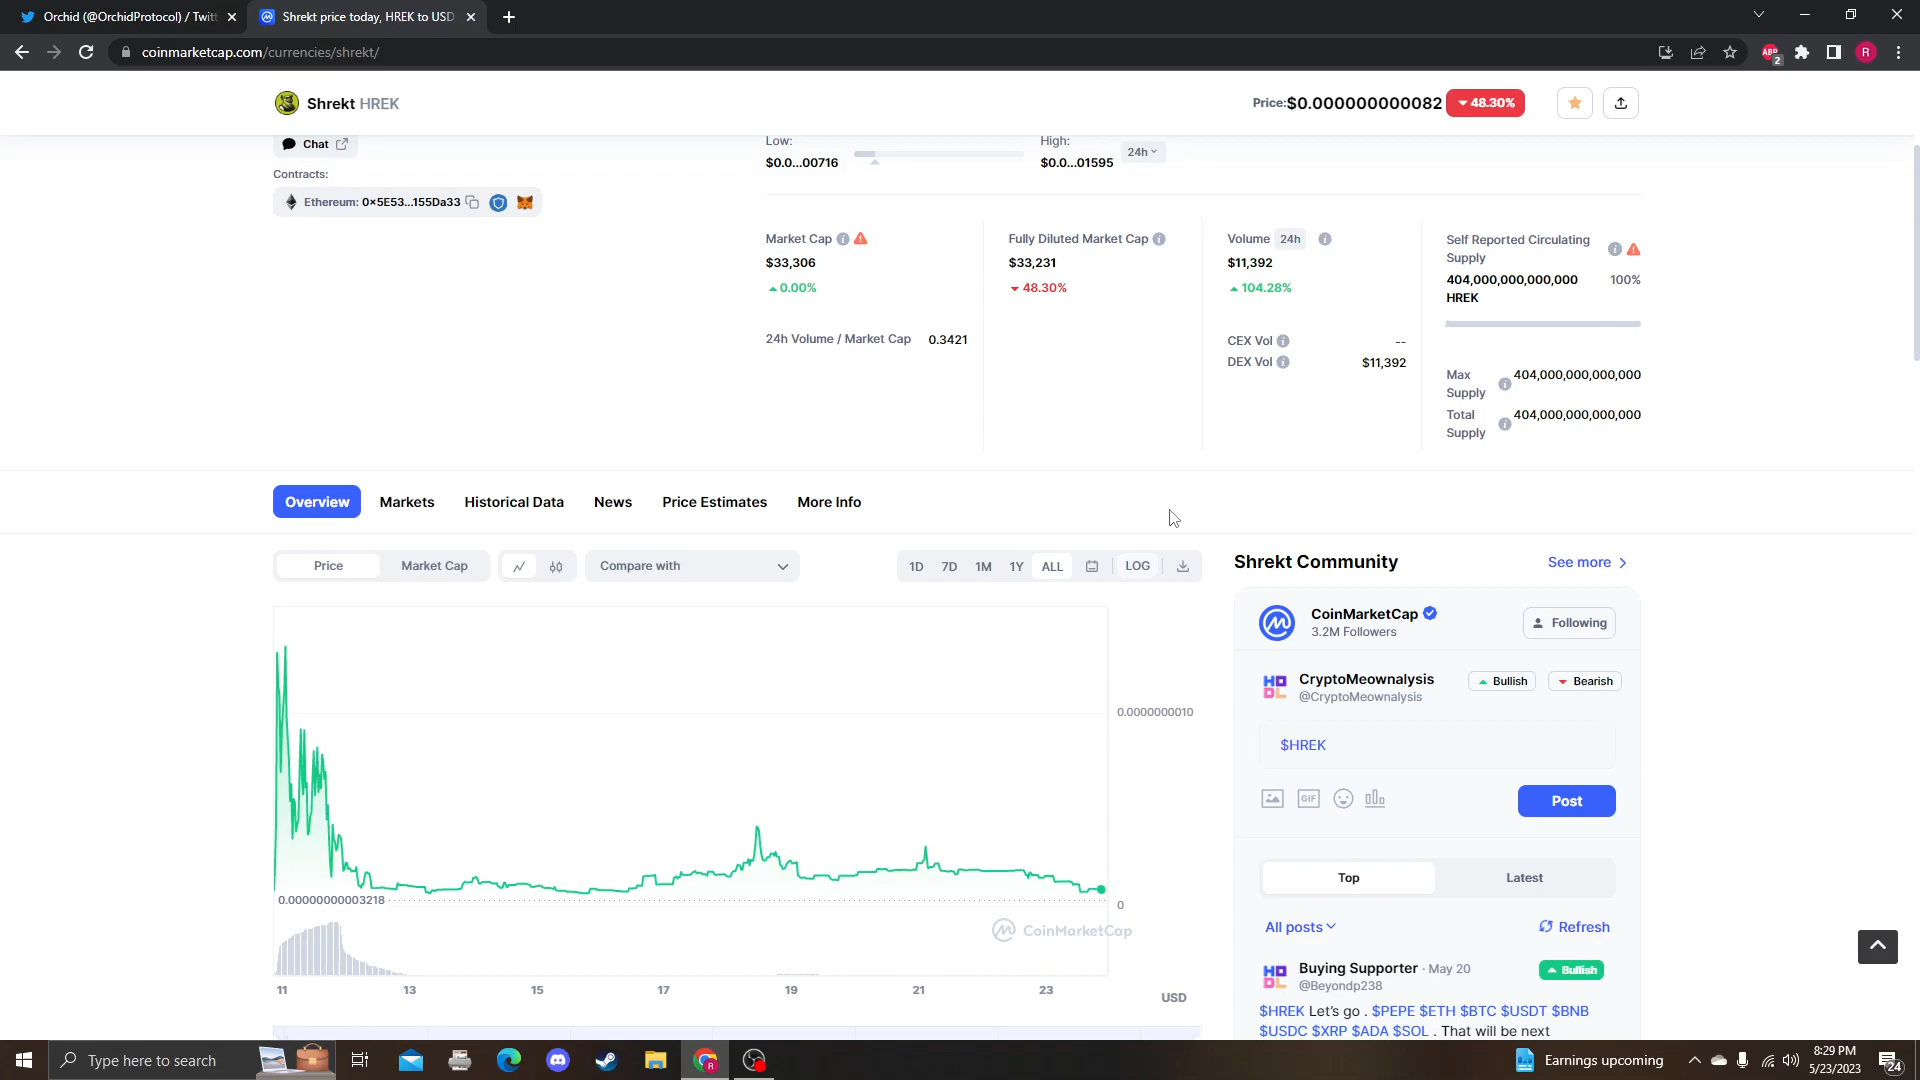 Orchid (@OrchidProtocol) / Twitt
Shrekt price today, HREK to USD
coinmarketcap.com/currencies/shrekt/
ABP
2
R
Shrekt HREK
Price:$0.000000000082
48.30%
Chat
Low:
$0.0...00716
High:
$0.0...01595
24h
Contracts:
Ethereum: 0x5E53...155Da33
Market Cap
$33,306
0.00%
24h Volume / Market Cap 0.3421
Fully Diluted Market Cap
$33,231
48.30%
Volume 24h
$11,392
104.28%
CEX Vol --
DEX Vol $11,392
Self Reported Circulating
Supply
404,000,000,000,000 100%
HREK
Max
Supply
404,000,000,000,000
Total
Supply
404,000,000,000,000
Overview Markets Historical Data News Price Estimates More Info
Price Market Cap Compare with 1D 7D 1M 1Y ALL LOG
0.0000000010
0.00000000003218
0
CoinMarketCap
11 13 15 17 19 21 23
USD
Shrekt Community See more
CoinMarketCap
3.2M Followers
Following
CryptoMeownalysis
@CryptoMeownalysis
Bullish Bearish
HODL
$HREK
GIF
Post
Top Latest
All posts Refresh
HODL
Buying Supporter · May 20
@Beyondp238
Bullish
$HREK Let's go . $PEPE $ETH $BTC $USDT $BNB
$USDC $XRP $ADA $SOL . That will be next
Type here to search
R
Earnings upcoming
8:29 PM
5/23/2023
24